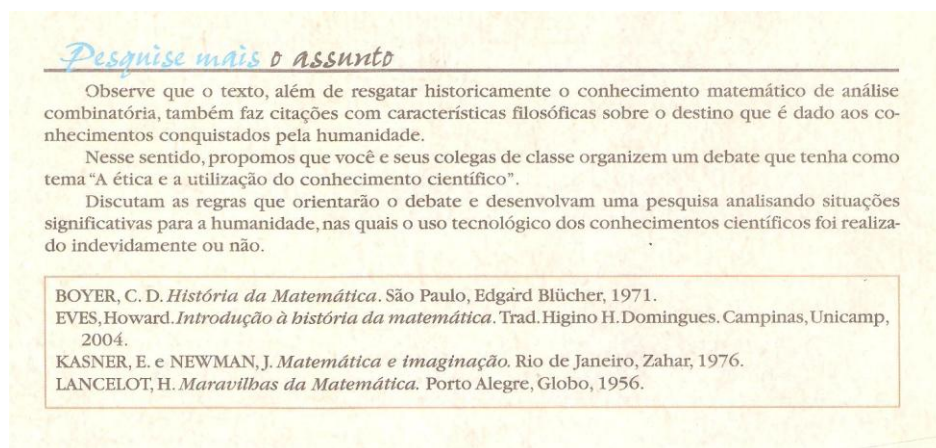 Pesquise mais o assunto
Observe que o texto, além de resgatar historicamente o conhecimento matemático de análise
combinatória, também faz citações com características filosóficas sobre o destino que é dado aos co-
nhecimentos conquistados pela humanidade.
Nesse sentido, propomos que você e seus colegas de classe organizem um debate que tenha como
tema “A ética e a utilização do conhecimento científico”.
Discutam as regras que orientarão o debate e desenvolvam uma pesquisa analisando situações
significativas para a humanidade, nas quais o uso tecnológico dos conhecimentos científicos foi realiza-
do indevidamente ou não.
BOYER, C. D. História da Matemática. São Paulo, Edgard Blücher, 1971.
EVES, Howard. Introdução à história da matemática. Trad. Higino H. Domingues. Campinas, Unicamp,
2004.
KASNER, E. e NEWMAN, J. Matemática e imaginação. Rio de Janeiro, Zahar, 1976.
LANCELOT, H. Maravilhas da Matemática. Porto Alegre, Globo, 1956.